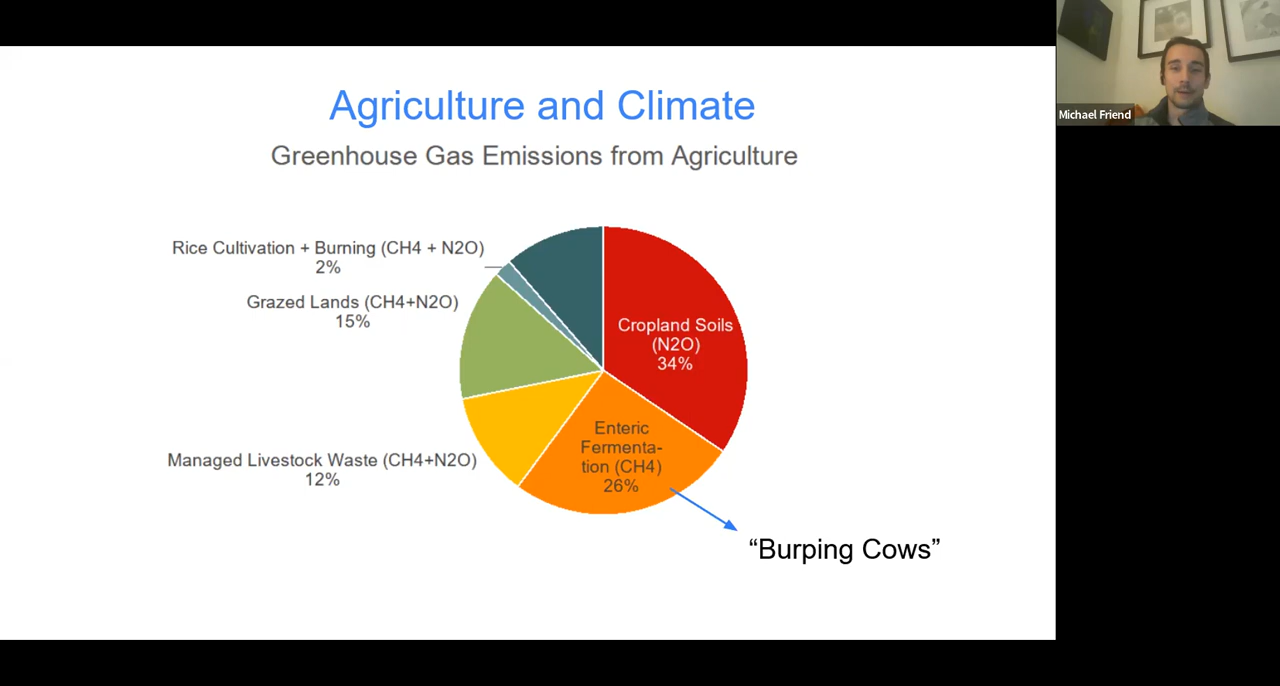 Agriculture and Climate
Greenhouse Gas Emissions from Agriculture
Rice Cultivation + Burning (CH4 + N2O)
2%
Grazed Lands (CH4+N2O)
15%
Managed Livestock Waste (CH4+N2O)
12%
Cropland Soils
(N2O)
34%
Enteric
Fermenta-
tion (CH4)
26%
“Burping Cows”
Michael Friend